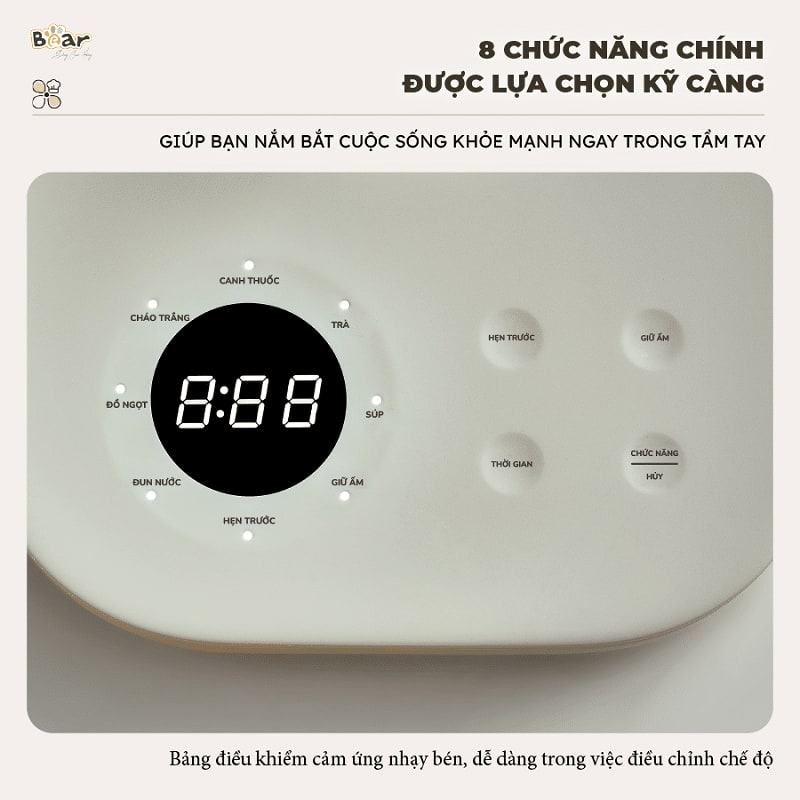 Bear
8 CHỨC NĂNG CHÍNH
ĐƯỢC LỰA CHỌN KỸ CÀNG
GIÚP BẠN NẮM BẮT CUỘC SỐNG KHỎE MẠNH NGAY TRONG TẦM TAY
CANH THUỐC
CHÁO TRẮNG
TRÀ
ĐỒ NGỌT
8:88
SÚP
ĐUN NƯỚC
GIỮ ẤM
HẸN TRƯỚC
HẸN TRƯỚC
GIỮ ẤM
THỜI GIAN
CHỨC NĂNG
HỦY
Bảng điều khiểm cảm ứng nhạy bén, dễ dàng trong việc điều chỉnh chế độ